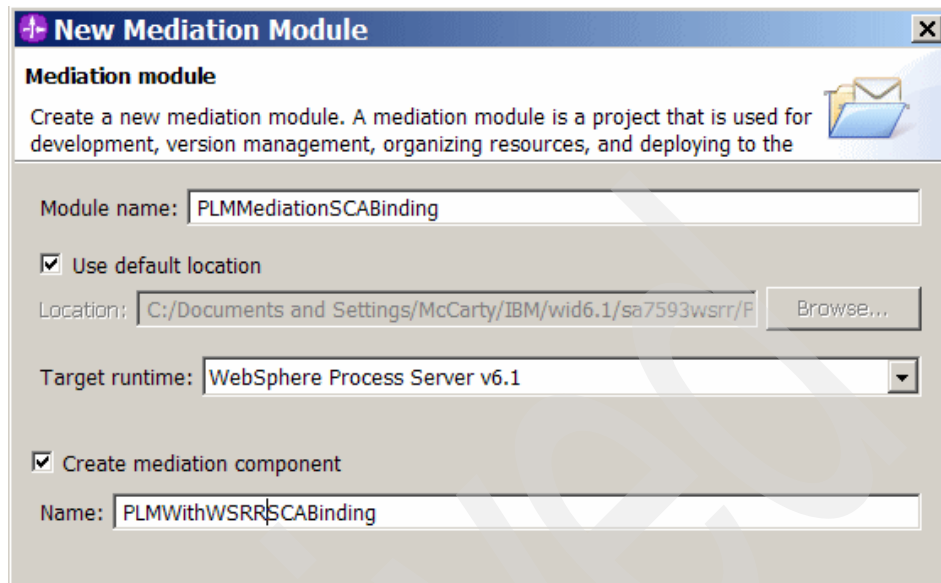 New Mediation Module
Mediation module
Create a new mediation module. A mediation module is a project that is used for
development, version management, organizing resources, and deploying to the
Module name: PLMMediationSCABinding
Use default location
Location: C:/Documents and Settings/McCarty/IBM/wid6.1/sa7593wsrr/P Browse...
Target runtime: WebSphere Process Server v6.1
Create mediation component
Name: PLMWithWSRRSCABinding